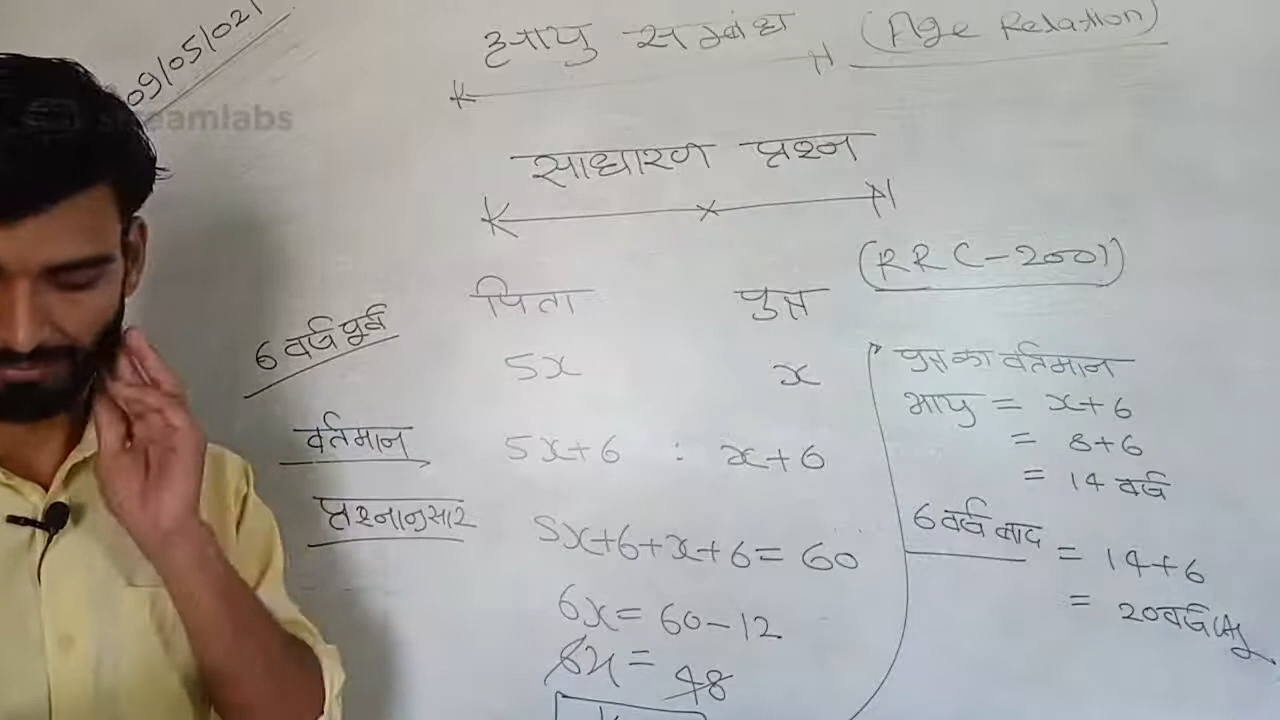 09/05/021
streamlabs
आयु सम्बंध (Age Relation)
साधारण प्रश्न
(RRC-2001)
पिता पुत्र
6 वर्ष पूर्व
5x x
वर्तमान 5x+6 : x+6
प्रश्नानुसार
5x+6+x+6=60
6x=60-12
6x=48
पुत्र का वर्तमान
आयु = x+6
= 8+6
= 14 वर्ष
6 वर्ष बाद = 14+6
= 20 वर्ष